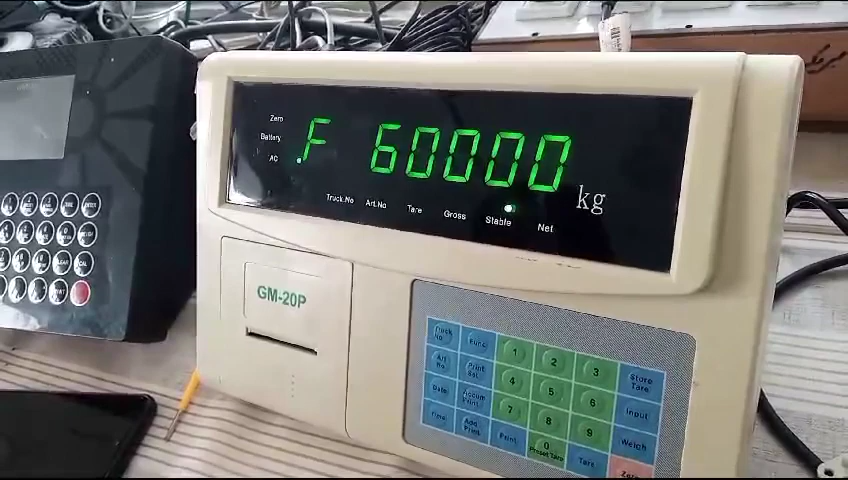 Zero
Battery
AC
F 60000 kg
Truck.No Art.No Tare Gross Stable Net
GM-20P
Truck No Func 1 2 3 Store Tare
Art No Print Set 4 5 6 Input
Date Accum Print 7 8 9 Weigh
Time Add Print Print 0 Preset Tare Tare Zero